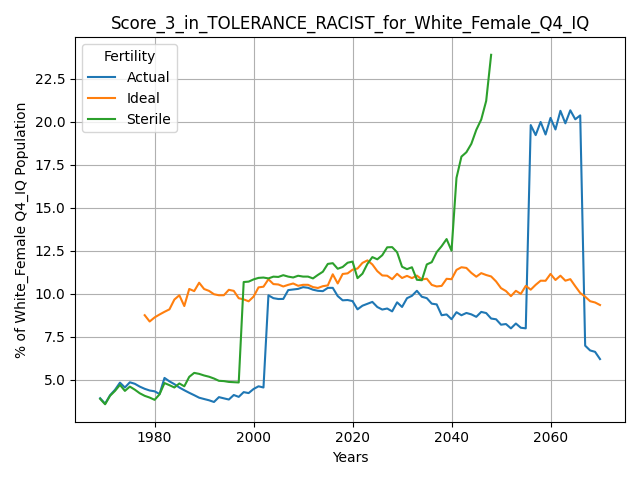 Score_3_in_TOLERANCE_RACIST_for_White_Female_Q4_IQ
% of White_Female Q4_IQ Population
22.5
20.0
17.5
15.0
12.5
10.0
7.5
5.0
Fertility
Actual
Ideal
Sterile
1980 2000 2020 2040 2060
Years